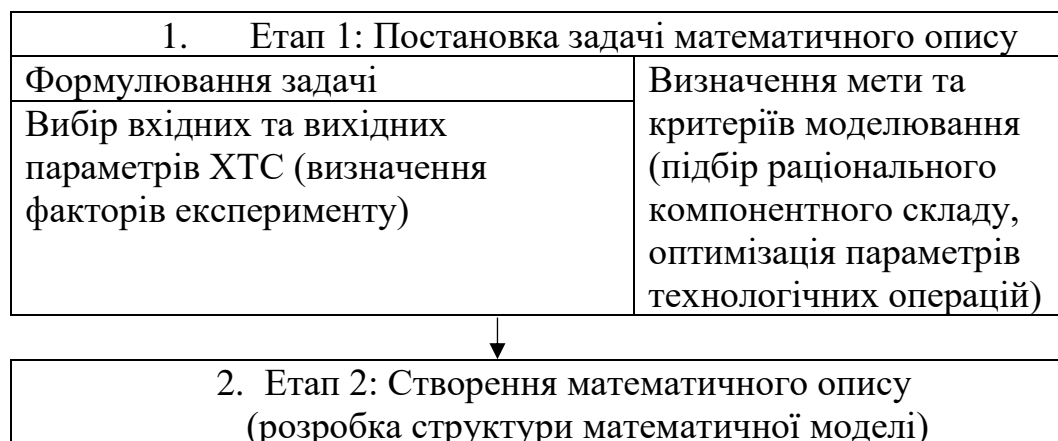 1. Етап 1: Постановка задачі математичного опису
Формулювання задачі
Вибір вхідних та вихідних
параметрів ХТС (визначення
факторів експерименту)
Визначення мети та
критеріїв моделювання
(підбір раціонального
компонентного складу,
оптимізація параметрів
технологічних операцій)
2. Етап 2: Створення математичного опису
(розробка структури математичної моделі)